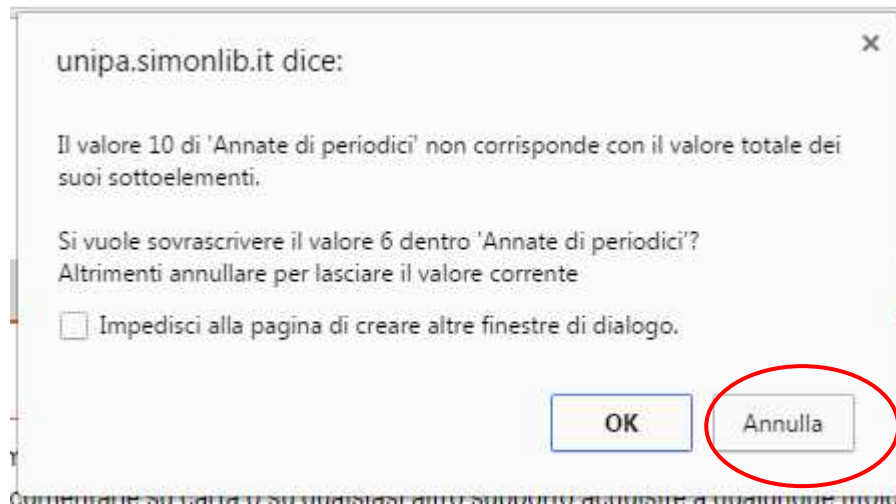 unipa.simonlib.it dice:
Il valore 10 di 'Annate di periodici' non corrisponde con il valore totale dei
suoi sottoelementi.
Si vuole sovrascrivere il valore 6 dentro 'Annate di periodici'?
Altrimenti annullare per lasciare il valore corrente
Impedisci alla pagina di creare altre finestre di dialogo.
OK
Annulla